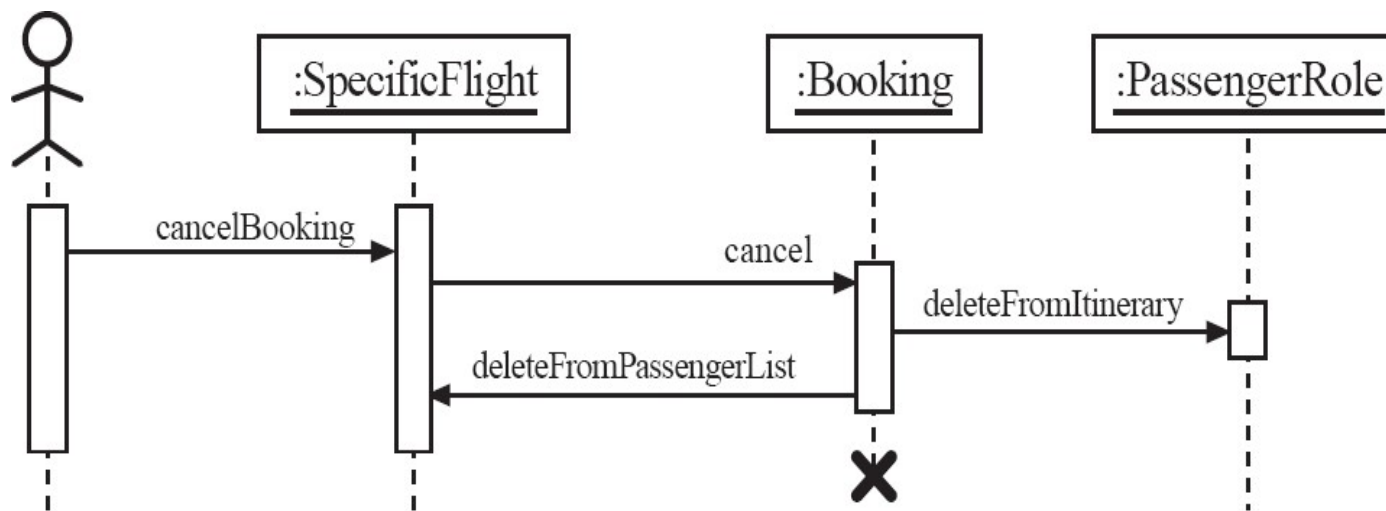 :SpecificFlight
:Booking
:PassengerRole
cancelBooking
cancel
deleteFromItinerary
deleteFromPassengerList